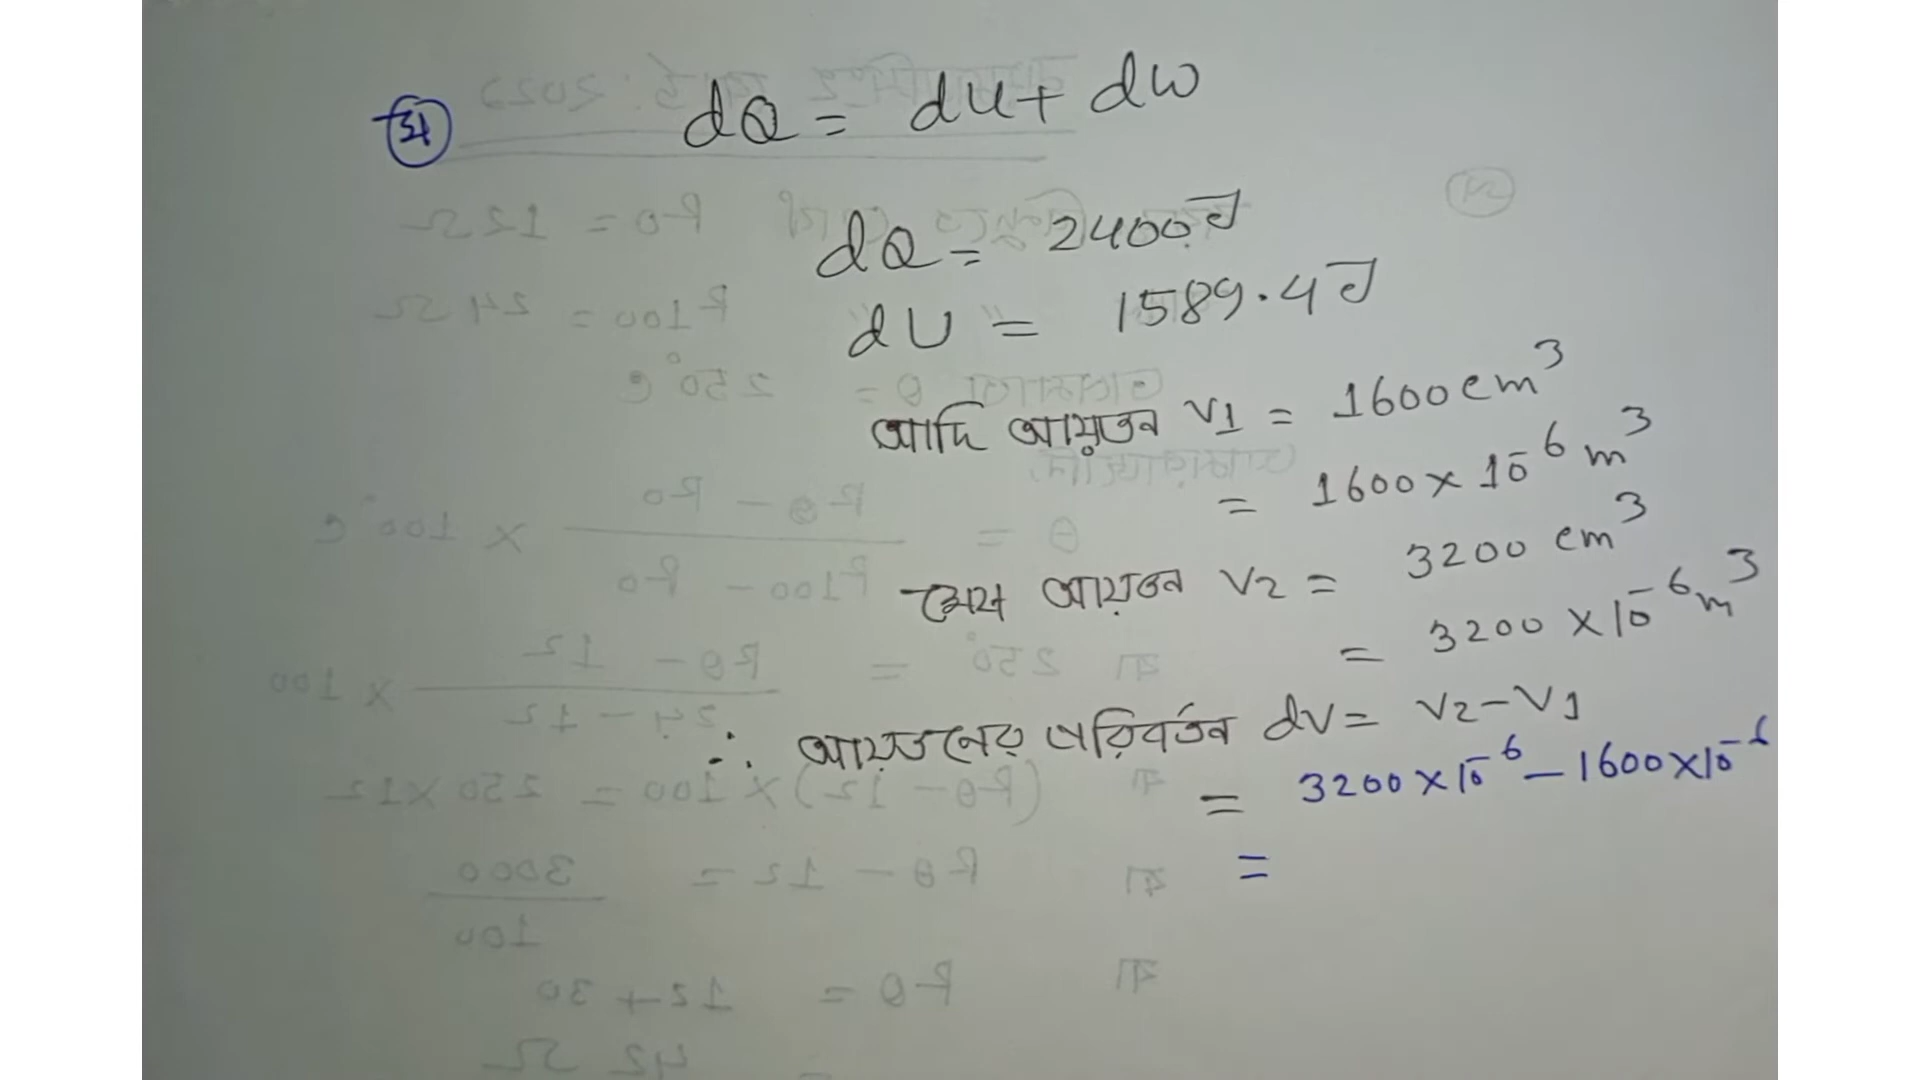 ঘ dQ = du + dw
dQ = 2400J
dU = 1589.4J
আদি আয়তন V1 = 1600 cm³
= 1600 × 10⁻⁶ m³
শেষ আয়তন V2 = 3200 cm³
= 3200 × 10⁻⁶ m³
∴ আয়তনের পরিবর্তন dV = V2 − V1
= 3200 × 10⁻⁶ − 1600 × 10⁻⁶
=